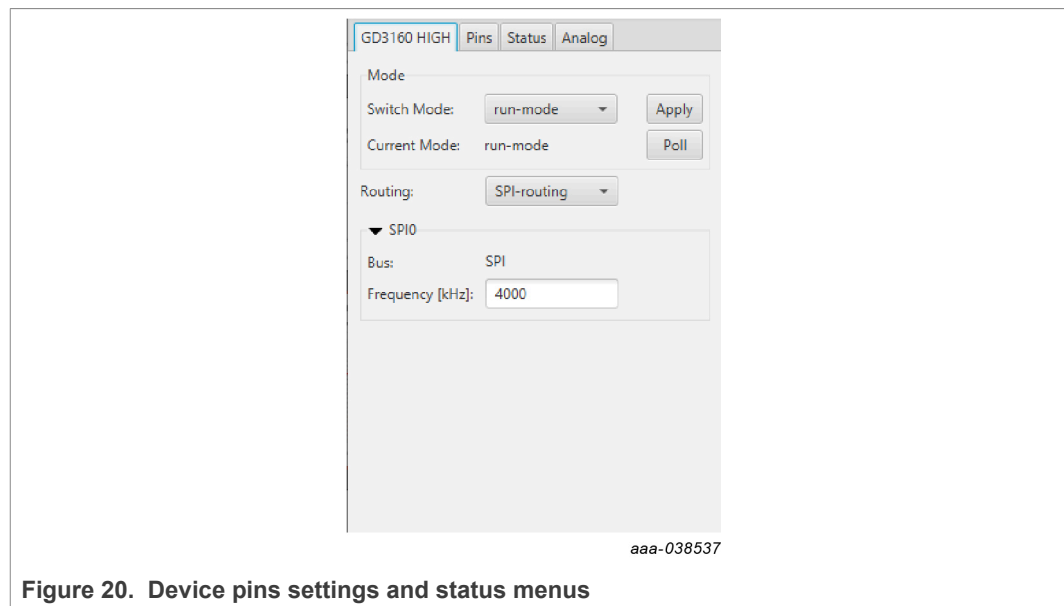 GD3160 HIGH Pins Status Analog
Mode
Switch Mode: run-mode Apply
Current Mode: run-mode Poll
Routing: SPI-routing
SPI0
Bus: SPI
Frequency [kHz]: 4000
aaa-038537
Figure 20. Device pins settings and status menus